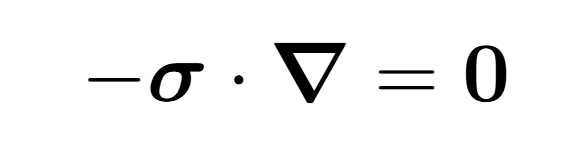 −𝝈 · 𝛁 = 0